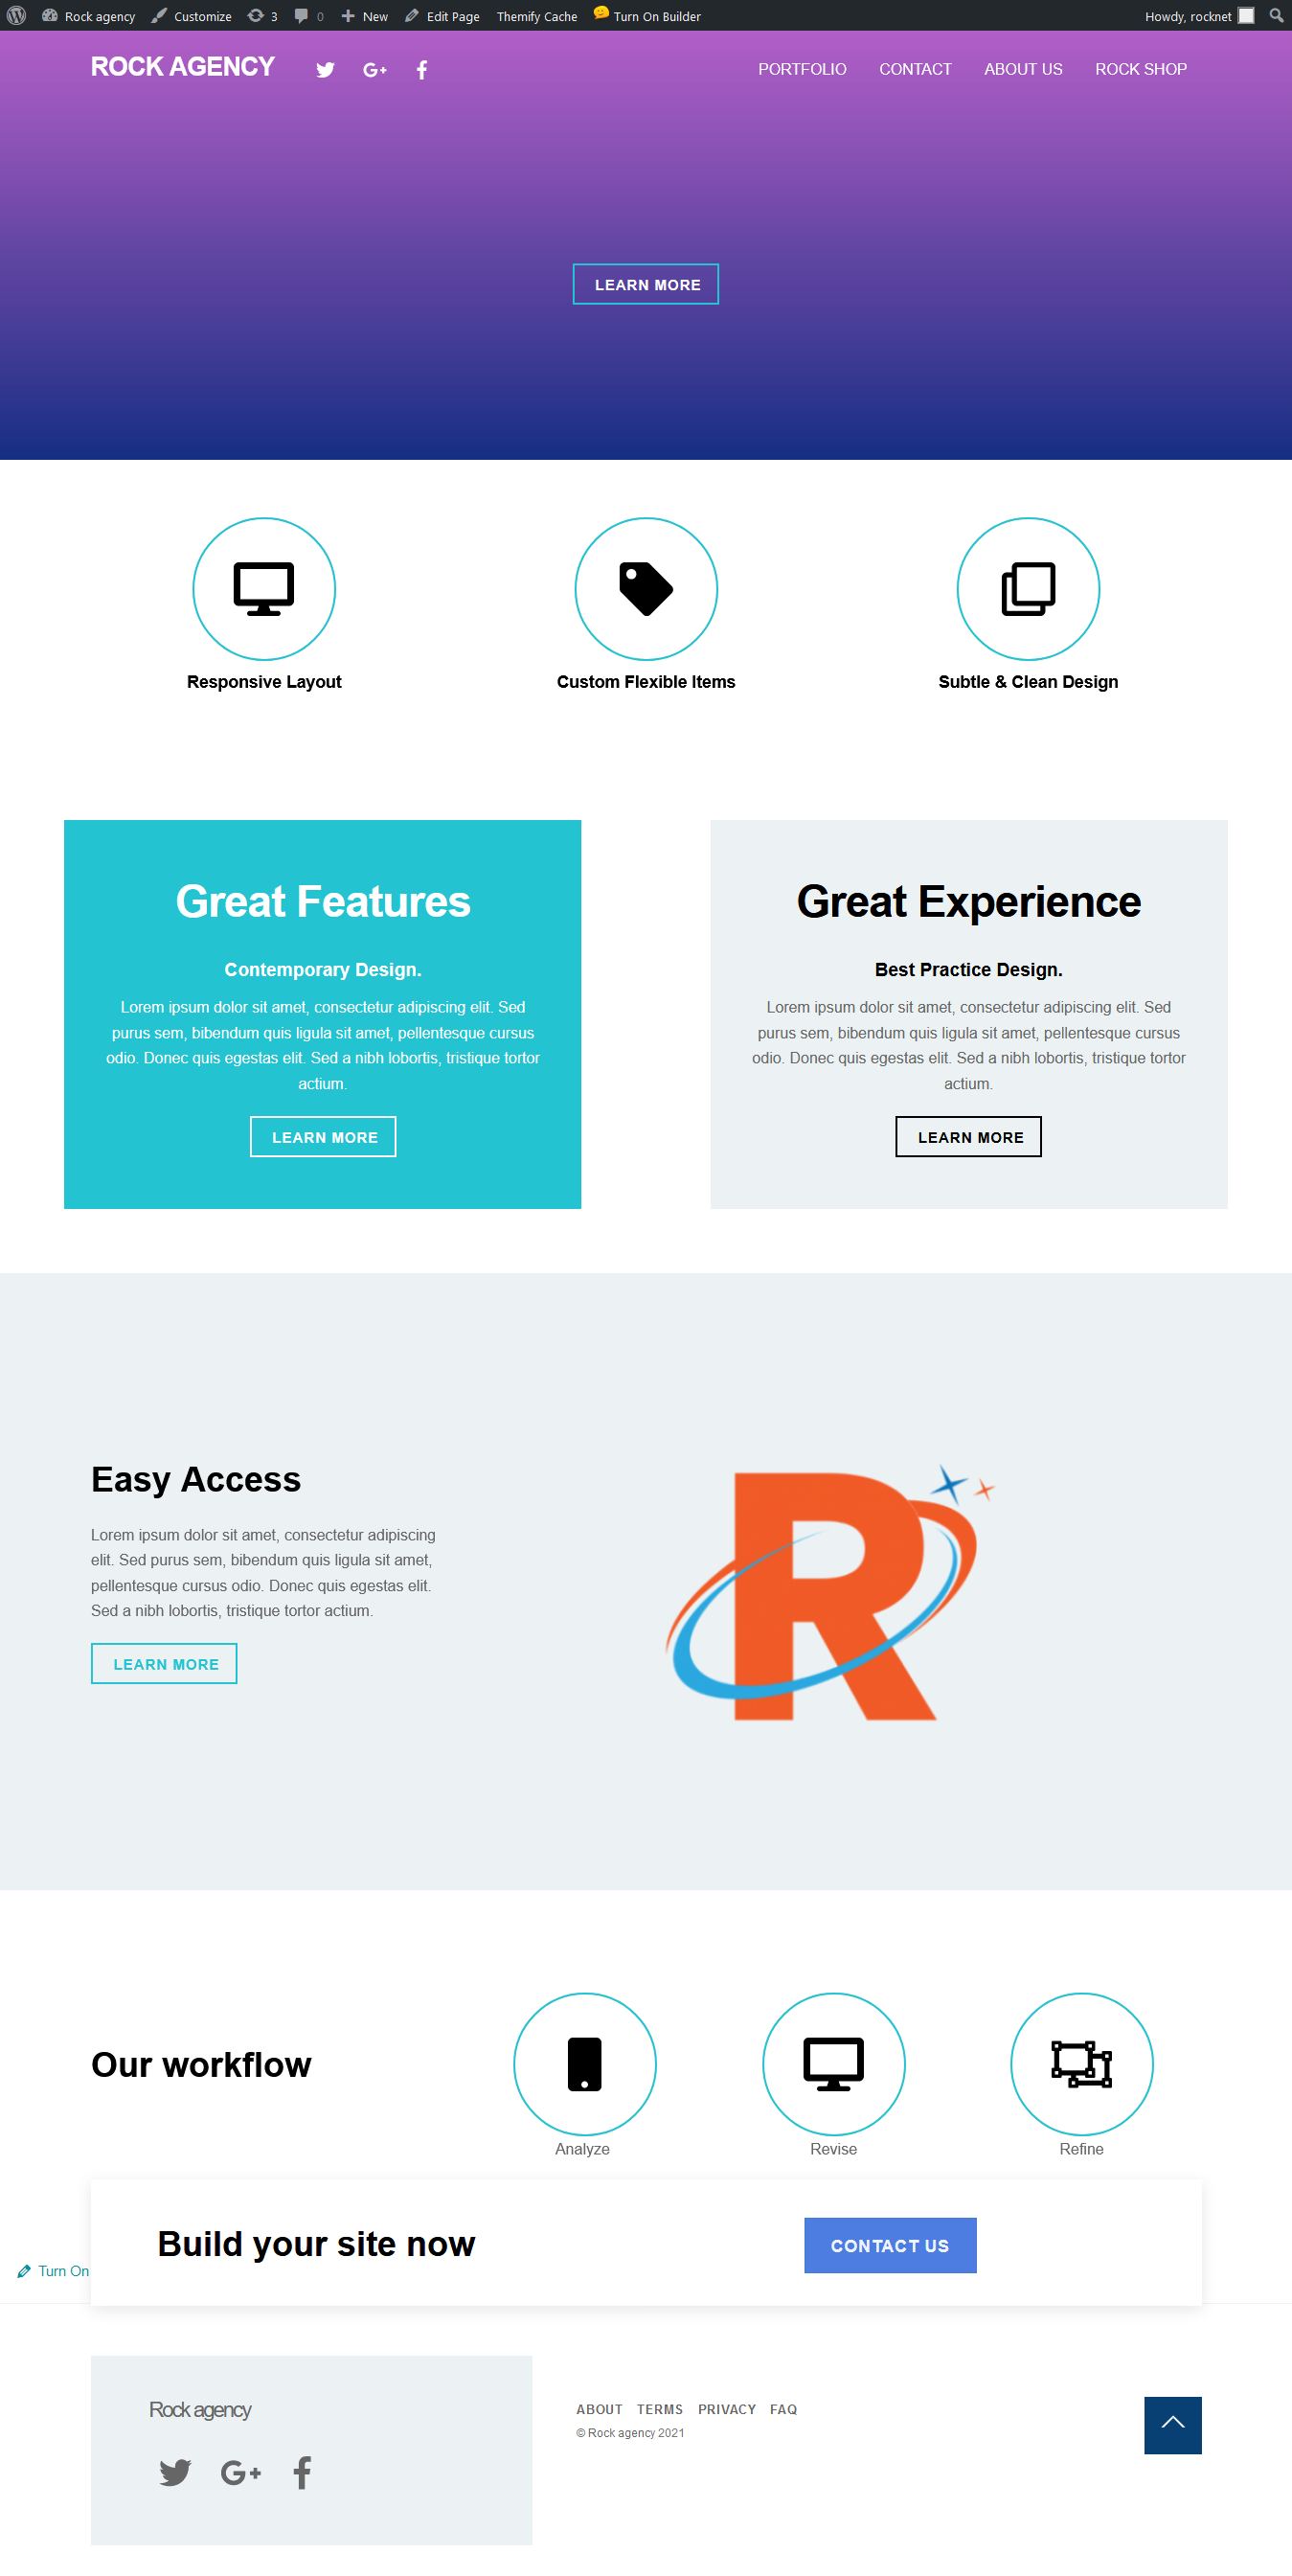 Rock agency Customize 3 0 New Edit Page Themify Cache Turn On Builder Howdy, rocknet
ROCK AGENCY G+ f PORTFOLIO CONTACT ABOUT US ROCK SHOP
LEARN MORE
Responsive Layout Custom Flexible Items Subtle & Clean Design
Great Features
Contemporary Design.
Lorem ipsum dolor sit amet, consectetur adipiscing elit. Sed
purus sem, bibendum quis ligula sit amet, pellentesque cursus
odio. Donec quis egestas elit. Sed a nibh lobortis, tristique tortor
actium.
LEARN MORE
Great Experience
Best Practice Design.
Lorem ipsum dolor sit amet, consectetur adipiscing elit. Sed
purus sem, bibendum quis ligula sit amet, pellentesque cursus
odio. Donec quis egestas elit. Sed a nibh lobortis, tristique tortor
actium.
LEARN MORE
Easy Access
Lorem ipsum dolor sit amet, consectetur adipiscing
elit. Sed purus sem, bibendum quis ligula sit amet,
pellentesque cursus odio. Donec quis egestas elit.
Sed a nibh lobortis, tristique tortor actium.
LEARN MORE
R
Our workflow
Analyze Revise Refine
Build your site now
CONTACT US
Turn On
Rock agency
G+ f
ABOUT TERMS PRIVACY FAQ
© Rock agency 2021